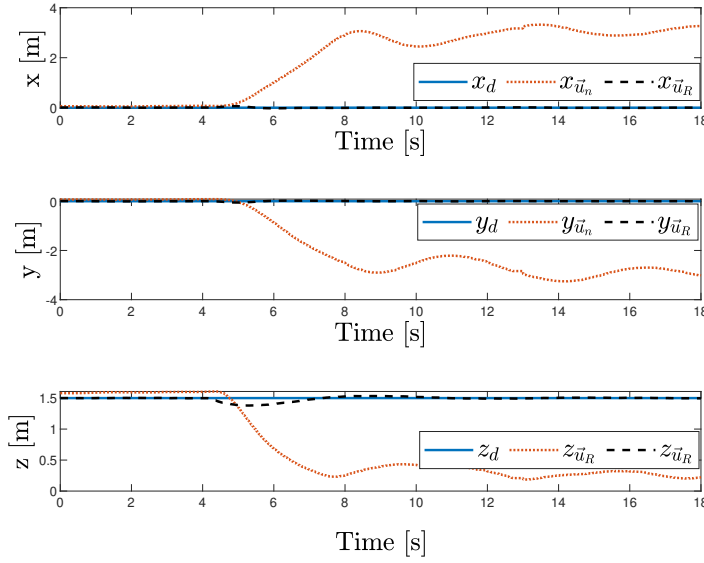 4
2
0
x [m]
x_d x_{\vec{u}_n} x_{\vec{u}_R}
0 2 4 6 8 10 12 14 16 18
Time [s]
0
-2
-4
y [m]
y_d y_{\vec{u}_n} y_{\vec{u}_R}
0 2 4 6 8 10 12 14 16 18
Time [s]
1.5
1
0.5
0
z [m]
z_d z_{\vec{u}_R} z_{\vec{u}_R}
0 2 4 6 8 10 12 14 16 18
Time [s]